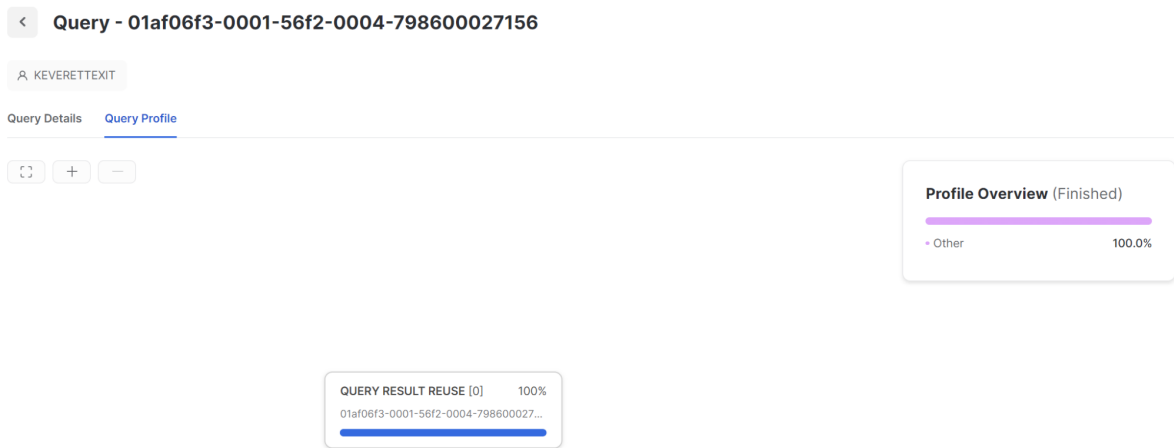 Query - 01af06f3-0001-56f2-0004-798600027156
KEVERETTEXIT
Query Details Query Profile
Profile Overview (Finished)
Other 100.0%
QUERY RESULT REUSE [0] 100%
01af06f3-0001-56f2-0004-798600027...